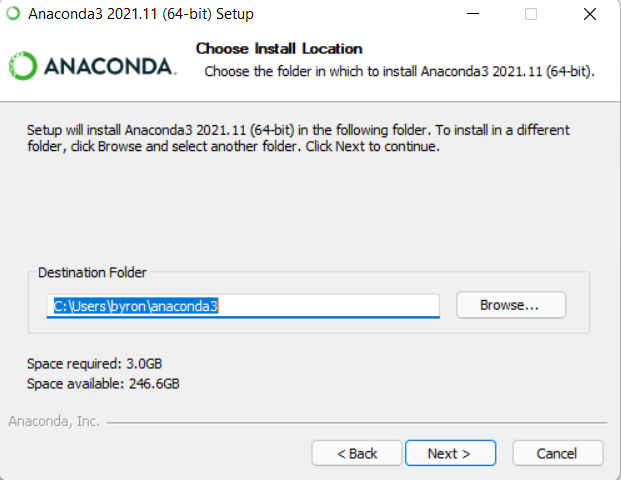 Anaconda3 2021.11 (64-bit) Setup
Choose Install Location
Choose the folder in which to install Anaconda3 2021.11 (64-bit).
ANACONDA.
Setup will install Anaconda3 2021.11 (64-bit) in the following folder. To install in a different
folder, click Browse and select another folder. Click Next to continue.
Destination Folder
C:\Users\byron\anaconda3
Browse...
Space required: 3.0GB
Space available: 246.6GB
Anaconda, Inc.
< Back
Next >
Cancel